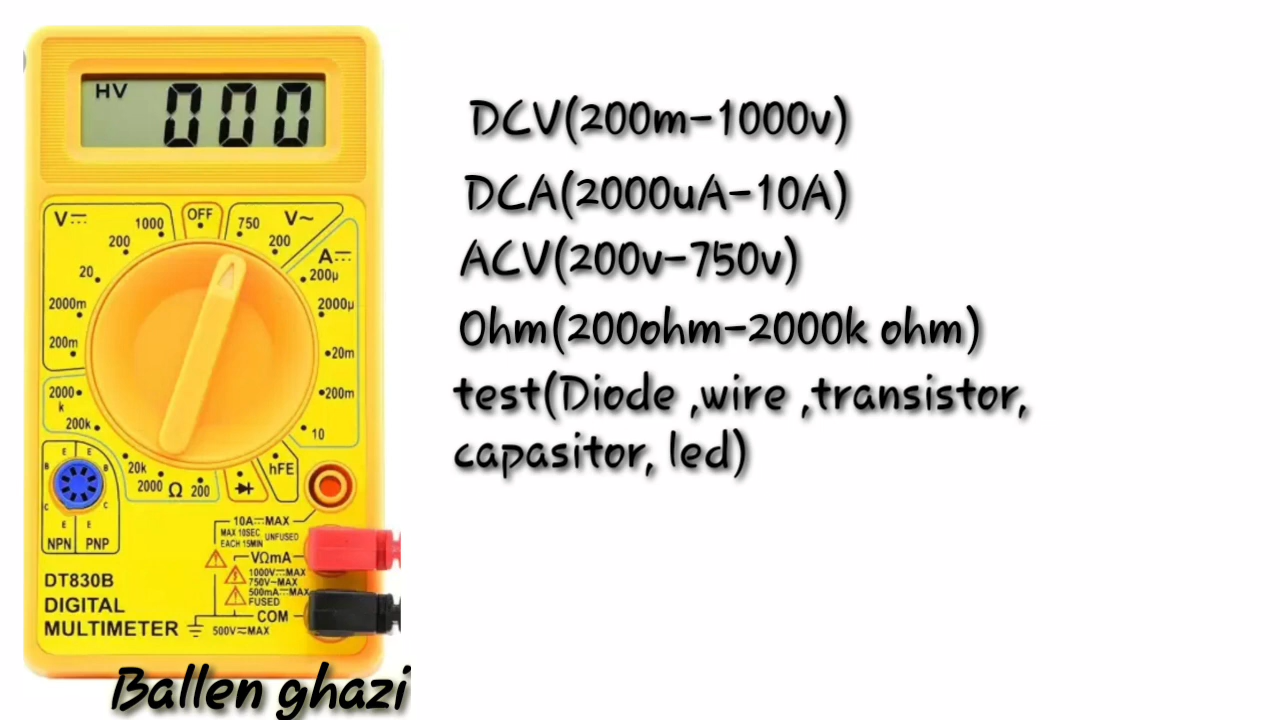 HV 000
DCV(200m-1000v)
DCA(2000uA-10A)
ACV(200v-750v)
Ohm(200ohm-2000k ohm)
test(Diode ,wire ,transistor,
capasitor, led)
V⎓ 1000 OFF 750 V~
200 200
A⎓
20 200µ
2000m 2000µ
200m 20m
2000k 200m
200k 10
20k hFE
2000 Ω 200
E E
B B
C C
E E
NPN PNP
10A⎓MAX
MAX 10SEC UNFUSED
EACH 15MIN
VΩmA
1000V⎓MAX
750V~MAX
500mA⎓MAX
FUSED
COM
500V≂MAX
DT830B
DIGITAL
MULTIMETER
Ballen ghazi